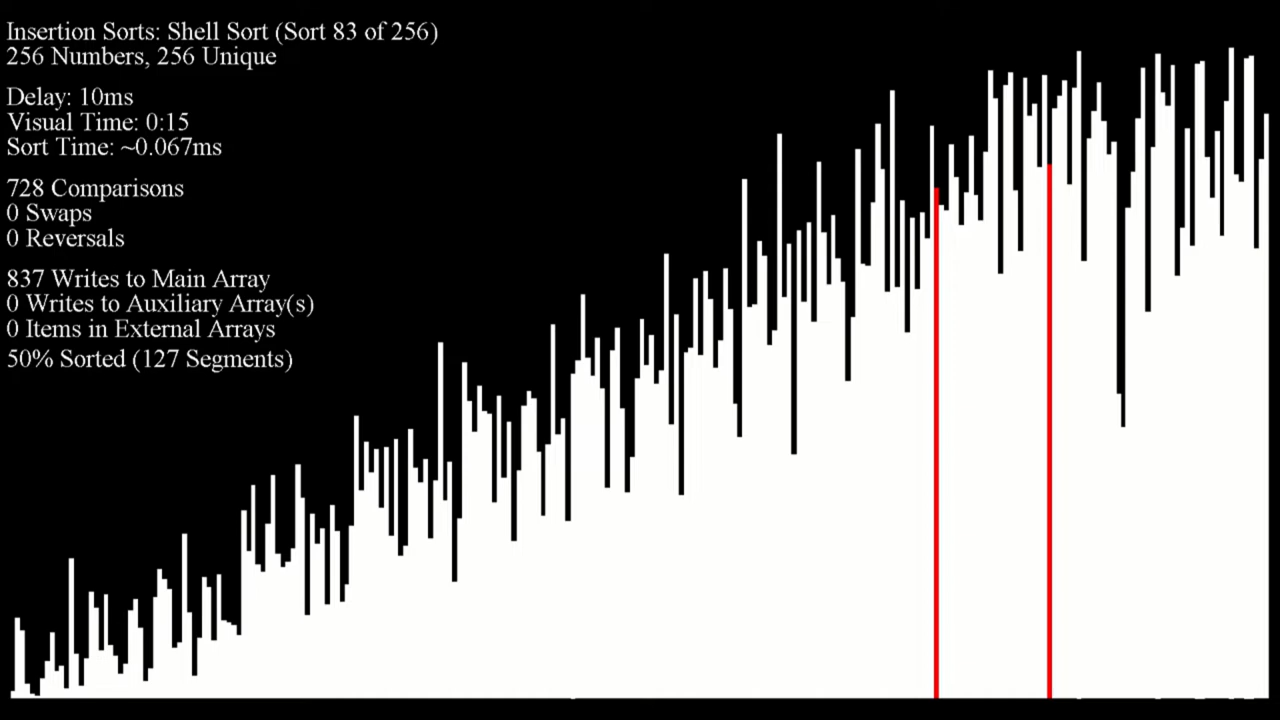 Insertion Sorts: Shell Sort (Sort 83 of 256)
256 Numbers, 256 Unique
Delay: 10ms
Visual Time: 0:15
Sort Time: ~0.067ms
728 Comparisons
0 Swaps
0 Reversals
837 Writes to Main Array
0 Writes to Auxiliary Array(s)
0 Items in External Arrays
50% Sorted (127 Segments)